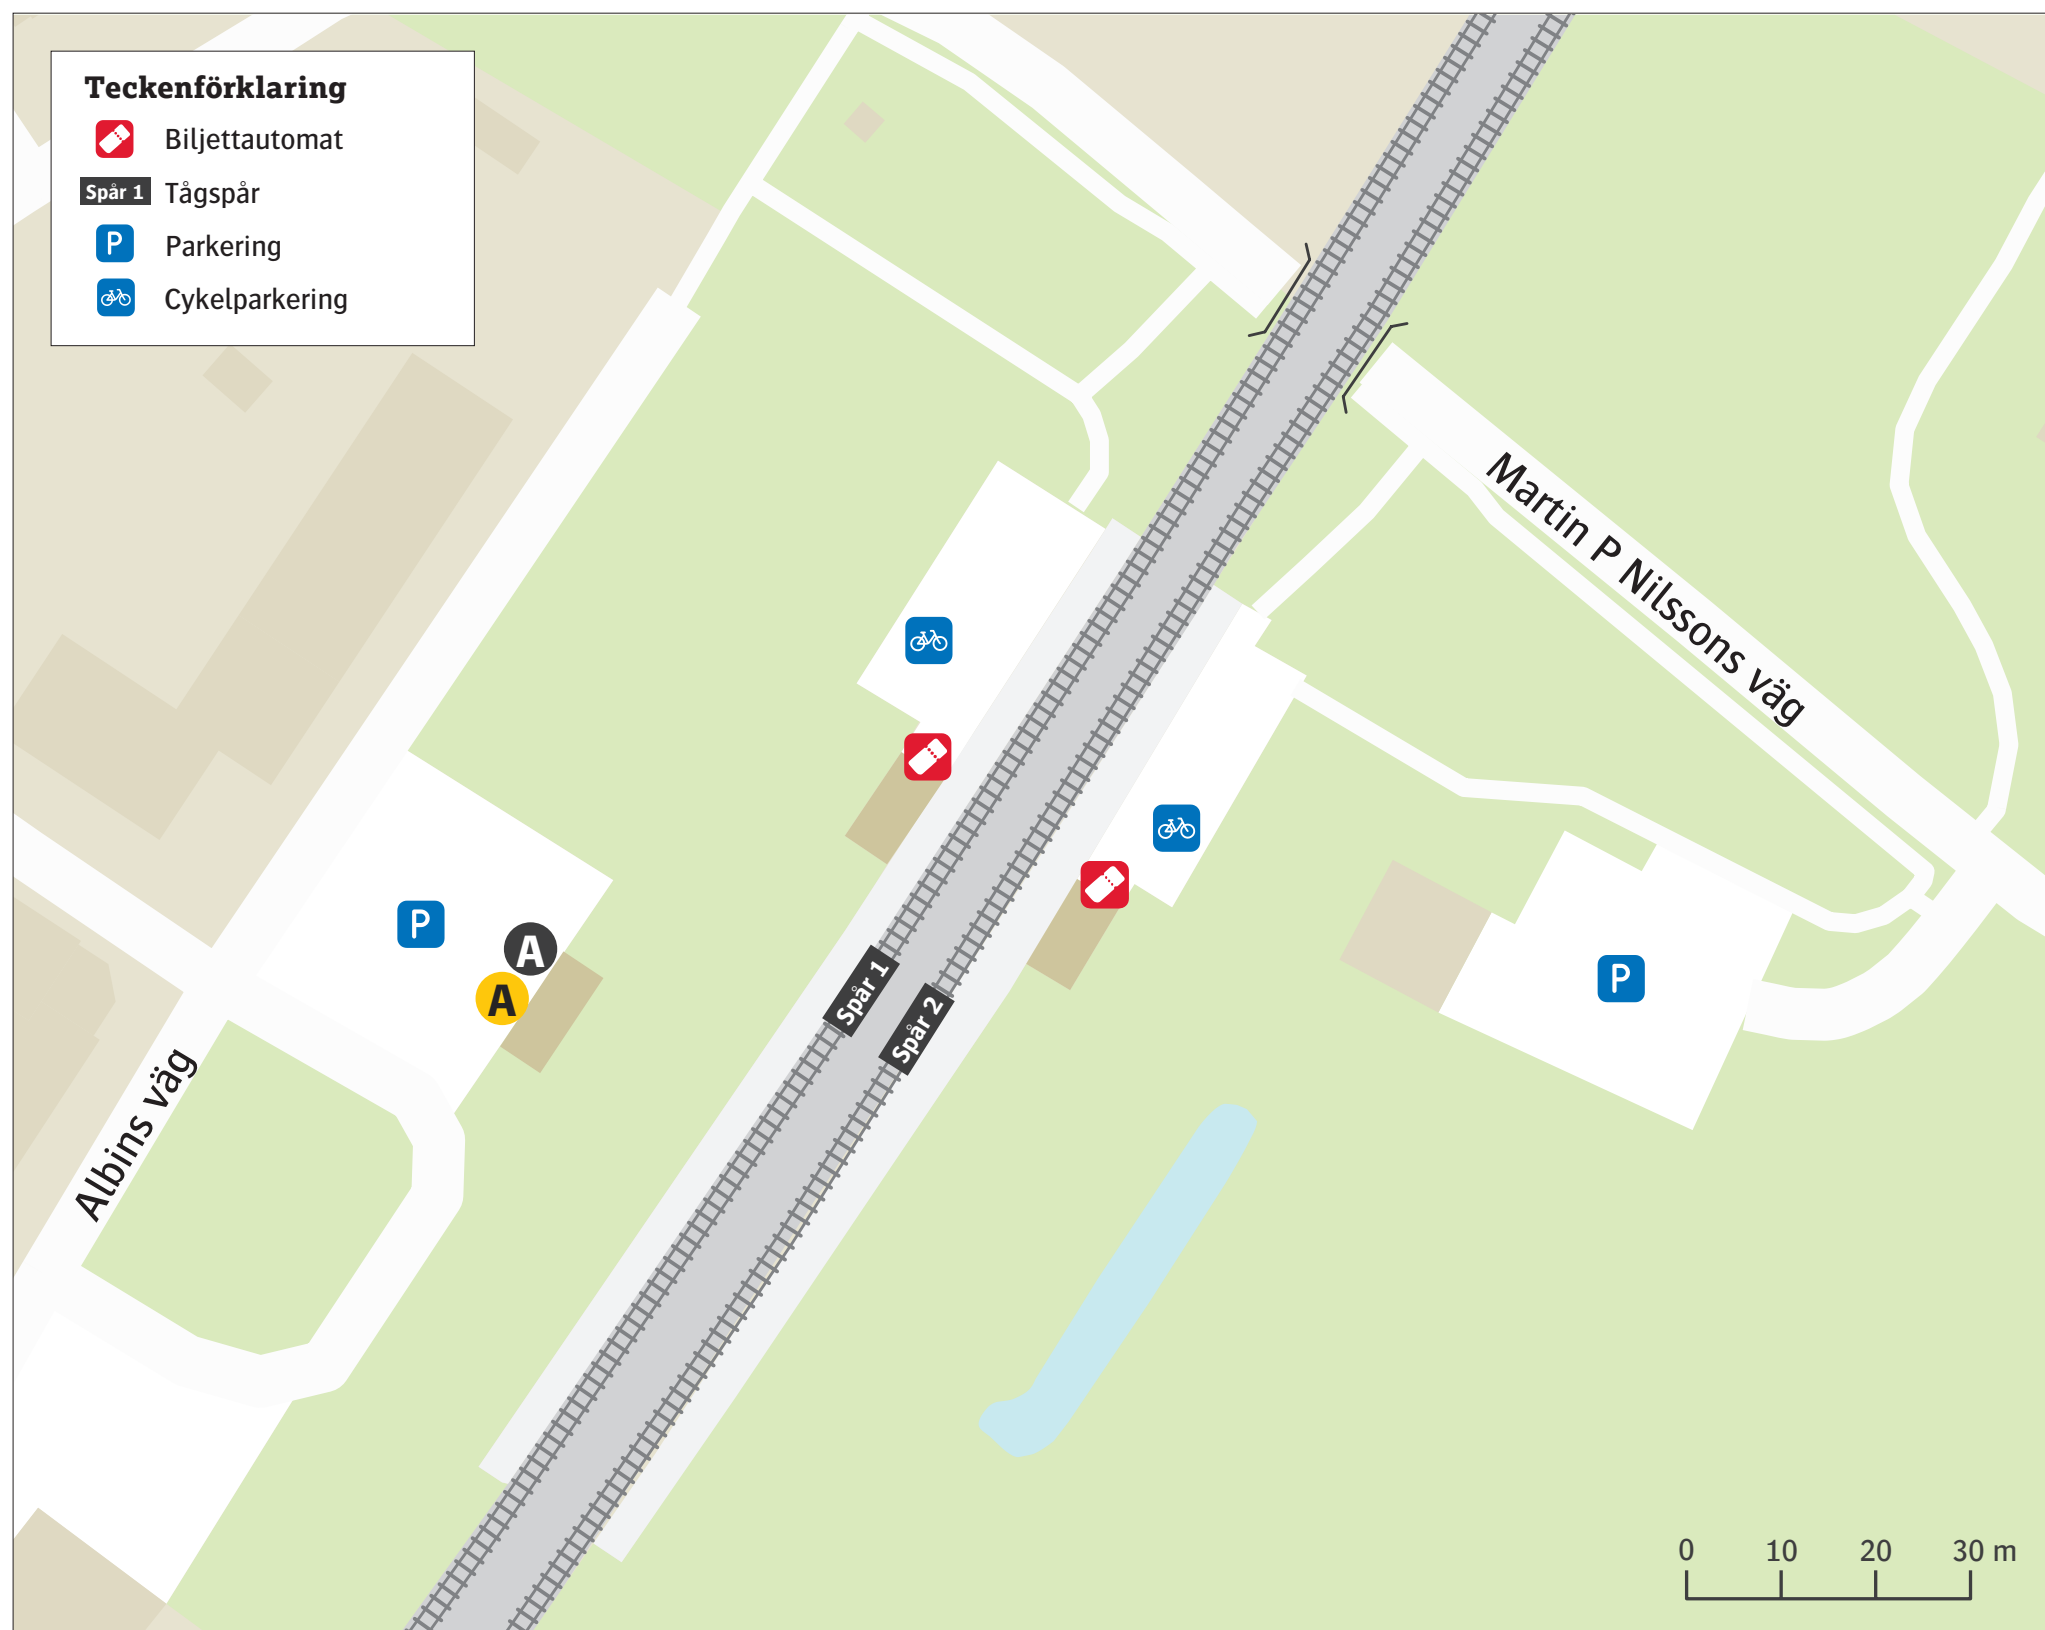 Teckenförklaring
Biljettautomat
Spår 1 Tågspår
P Parkering
Cykelparkering
Martin P Nilssons väg
P
A
A
Spår 1
Spår 2
P
Albins väg
0 10 20 30 m